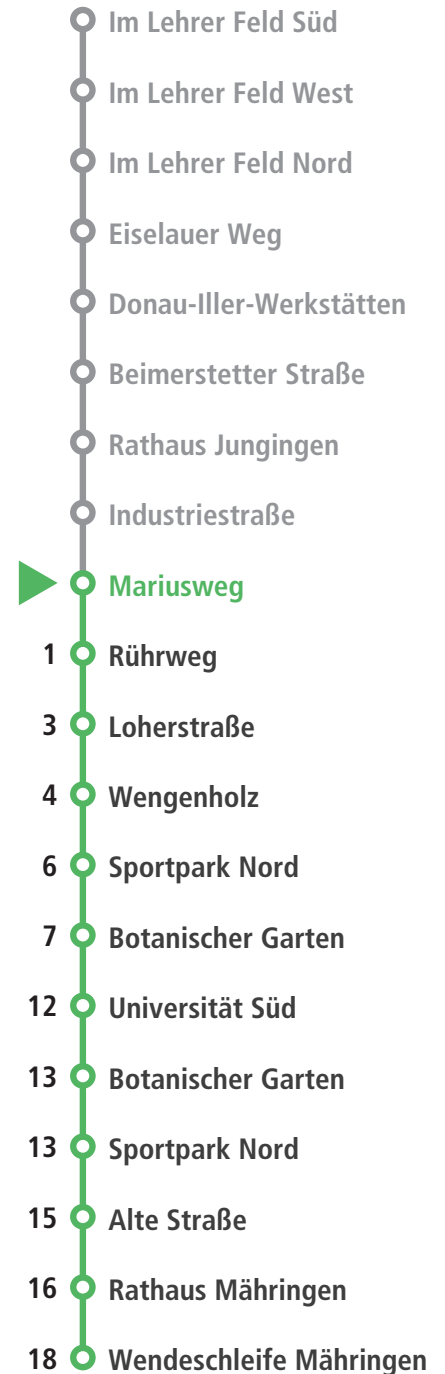 Im Lehrer Feld Süd
Im Lehrer Feld West
Im Lehrer Feld Nord
Eiselauer Weg
Donau-Iller-Werkstätten
Beimerstetter Straße
Rathaus Jungingen
Industriestraße
Mariusweg
1 Rührweg
3 Loherstraße
4 Wengenholz
6 Sportpark Nord
7 Botanischer Garten
12 Universität Süd
13 Botanischer Garten
13 Sportpark Nord
15 Alte Straße
16 Rathaus Mähringen
18 Wendeschleife Mähringen